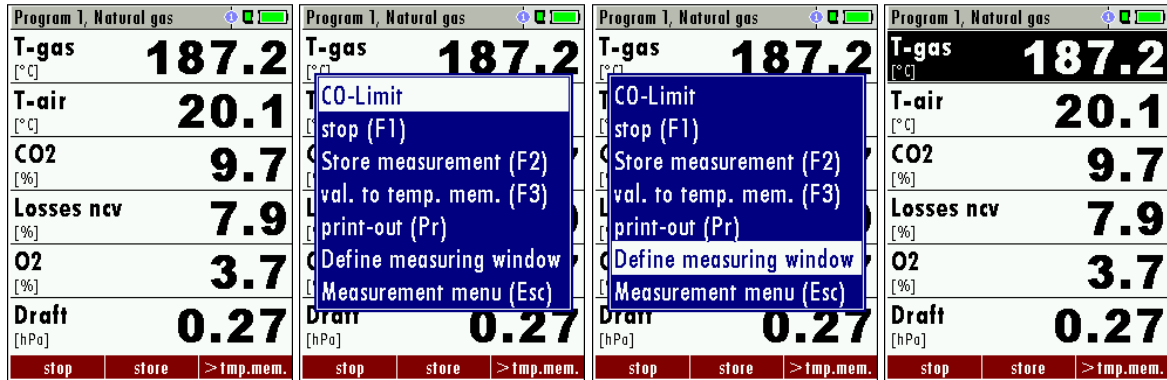 Program 1, Natural gas
T-gas 187.2
[°C]
T-air 20.1
[°C]
CO2 9.7
[%]
Losses ncv 7.9
[%]
O2 3.7
[%]
Draft 0.27
[hPa]
stop store >tmp.mem.
Program 1, Natural gas
T-gas 187.2
CO-Limit
stop (F1)
Store measurement (F2)
val. to temp. mem. (F3)
print-out (Pr)
Define measuring window
Measurement menu (Esc)
Draft 0.27
[hPa]
stop store >tmp.mem.
Program 1, Natural gas
T-gas 187.2
CO-Limit
stop (F1)
Store measurement (F2)
val. to temp. mem. (F3)
print-out (Pr)
Define measuring window
Measurement menu (Esc)
Draft 0.27
[hPa]
stop store >tmp.mem.
Program 1, Natural gas
T-gas 187.2
[°C]
T-air 20.1
[°C]
CO2 9.7
[%]
Losses ncv 7.9
[%]
O2 3.7
[%]
Draft 0.27
[hPa]
stop store >tmp.mem.